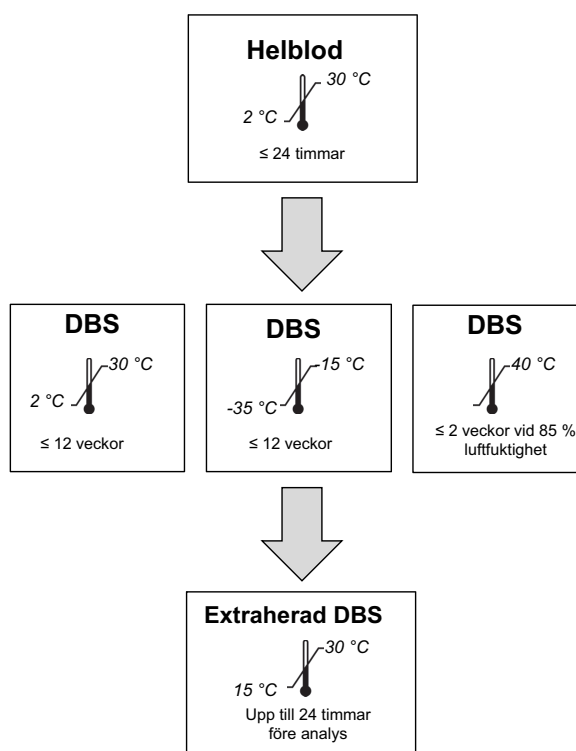 Helblod
30 °C
2 °C
≤ 24 timmar
DBS
30 °C
2 °C
≤ 12 veckor
DBS
-15 °C
-35 °C
≤ 12 veckor
DBS
40 °C
≤ 2 veckor vid 85 %
luftfuktighet
Extraherad DBS
30 °C
15 °C
Upp till 24 timmar
före analys